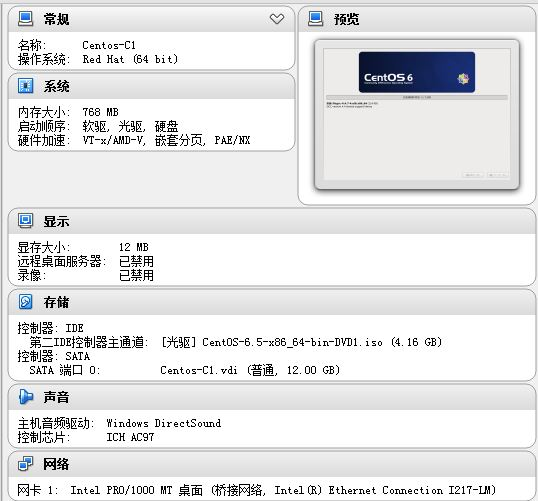 常规
名称: Centos-C1
操作系统: Red Hat (64 bit)
预览
CentOS 6
系统
内存大小: 768 MB
启动顺序: 软驱, 光驱, 硬盘
硬件加速: VT-x/AMD-V, 嵌套分页, PAE/NX
显示
显存大小: 12 MB
远程桌面服务器: 已禁用
录像: 已禁用
存储
控制器: IDE
第二IDE控制器主通道: [光驱] CentOS-6.5-x86_64-bin-DVD1.iso (4.16 GB)
控制器: SATA
SATA 端口 0: Centos-C1.vdi (普通, 12.00 GB)
声音
主机音频驱动: Windows DirectSound
控制芯片: ICH AC97
网络
网卡 1: Intel PRO/1000 MT 桌面 (桥接网络, Intel(R) Ethernet Connection I217-LM)